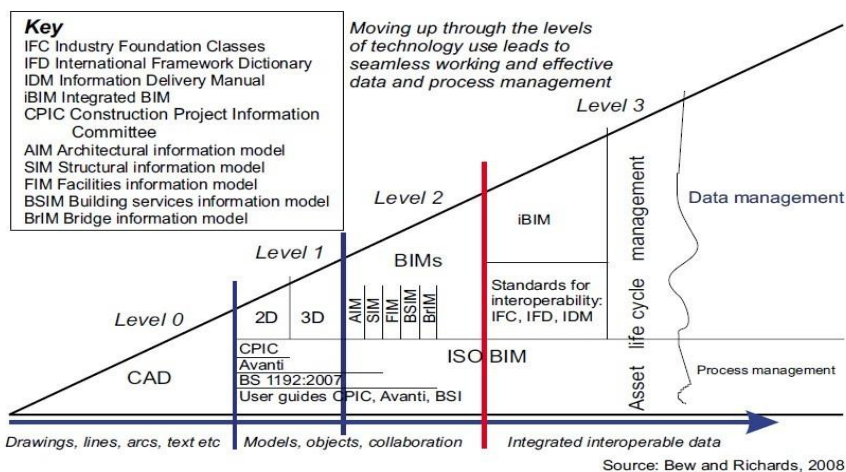 Key
IFC Industry Foundation Classes
IFD International Framework Dictionary
IDM Information Delivery Manual
iBIM Integrated BIM
CPIC Construction Project Information
Committee
AIM Architectural information model
SIM Structural information model
FIM Facilities information model
BSIM Building services information model
BrIM Bridge information model
Moving up through the levels
of technology use leads to
seamless working and effective
data and process management
Level 0
Level 1
Level 2
Level 3
CAD
2D
3D
BIMs
AIM
SIM
FIM
BSIM
BrIM
iBIM
Standards for
interoperability:
IFC, IFD, IDM
CPIC
Avanti
BS 1192:2007
User guides CPIC, Avanti, BSI
ISO BIM
Asset life cycle management
Data management
Process management
Drawings, lines, arcs, text etc
Models, objects, collaboration
Integrated interoperable data
Source: Bew and Richards, 2008